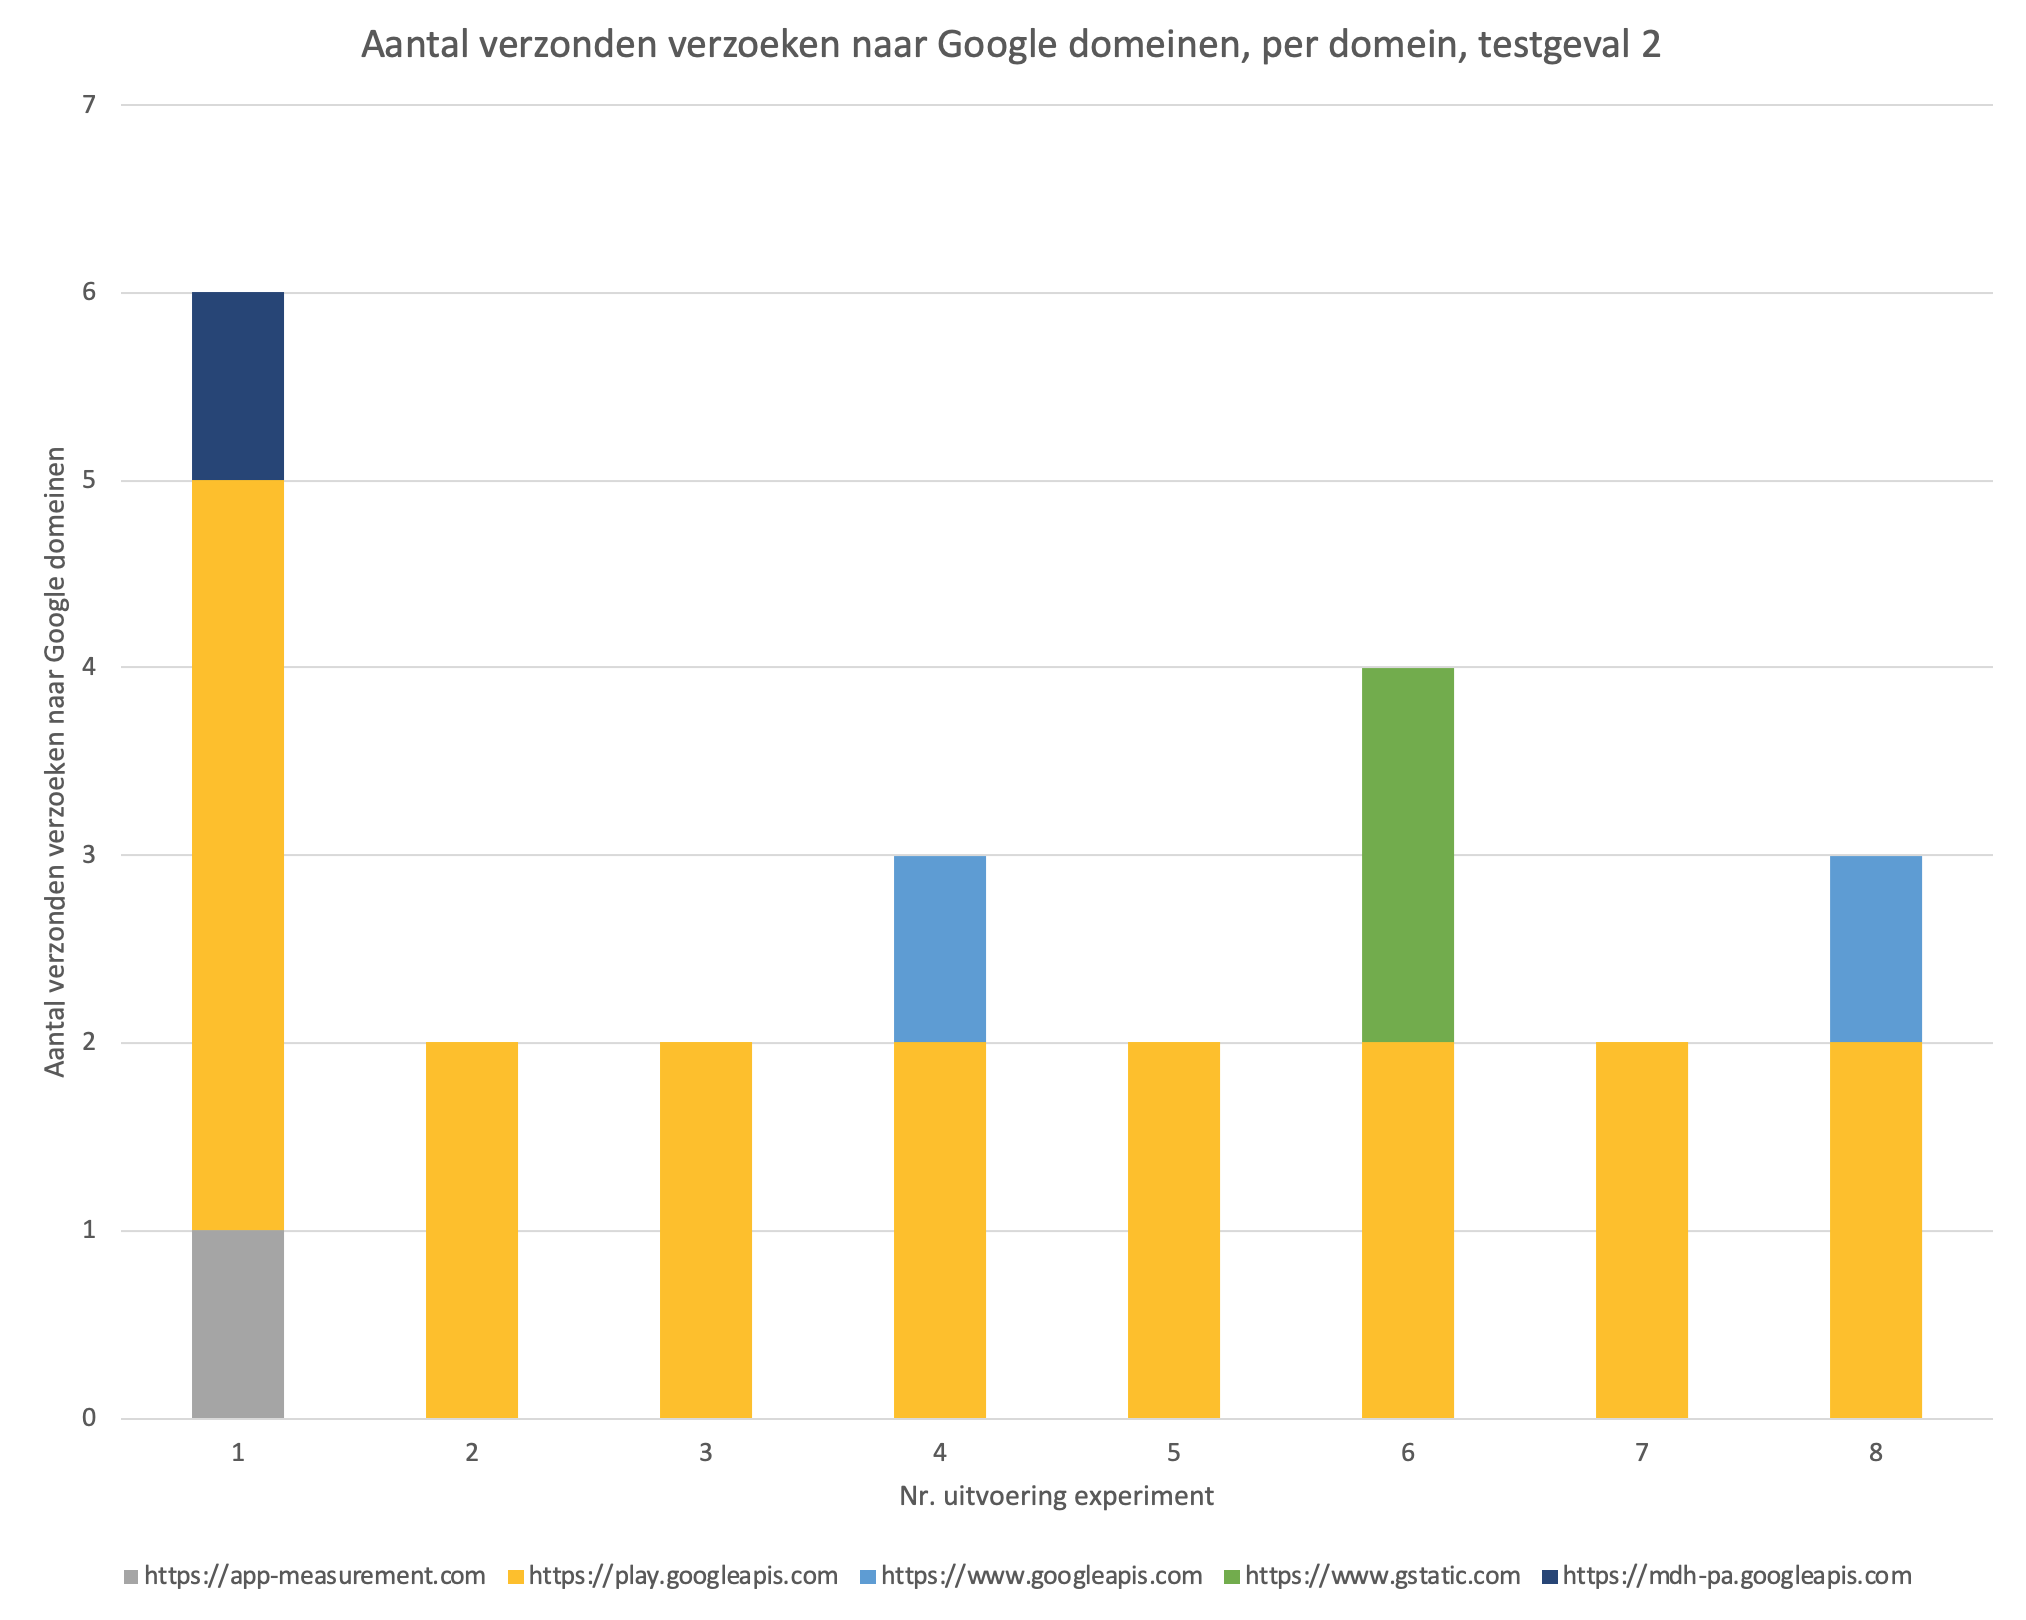 Aantal verzonden verzoeken naar Google domeinen, per domein, testgeval 2
Aantal verzonden verzoeken naar Google domeinen
7
6
5
4
3
2
1
0
1 2 3 4 5 6 7 8
Nr. uitvoering experiment
https://app-measurement.com https://play.googleapis.com https://www.googleapis.com https://www.gstatic.com https://mdh-pa.googleapis.com